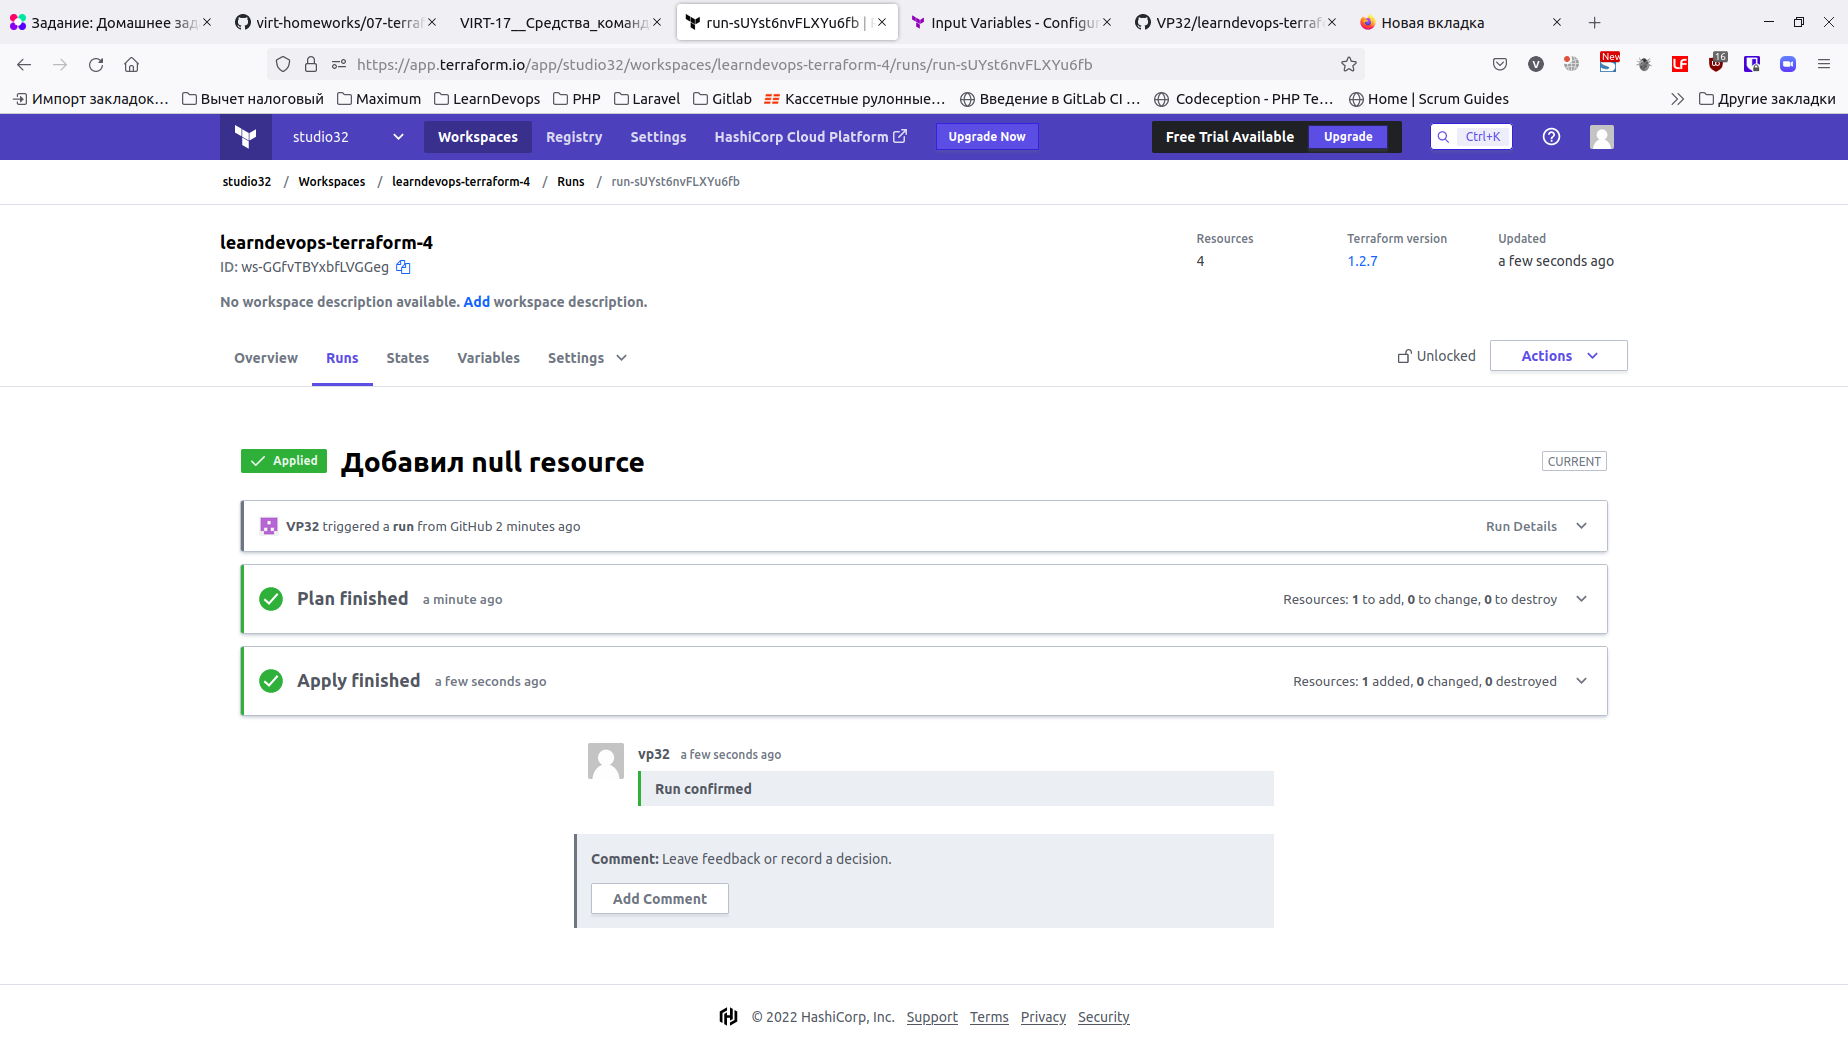 Задание: Домашнее зад
virt-homeworks/07-terraf
VIRT-17__Средства_команд
run-sUYst6nvFLXYu6fb |
Input Variables - Configur
VP32/learndevops-terraf
Новая вкладка
https://app.terraform.io/app/studio32/workspaces/learndevops-terraform-4/runs/run-sUYst6nvFLXYu6fb
V
New
LF
16
Импорт закладок…
Вычет налоговый
Maximum
LearnDevops
PHP
Laravel
Gitlab
Кассетные рулонные…
Введение в GitLab CI …
Codeception - PHP Te…
Home | Scrum Guides
Другие закладки
studio32
Workspaces
Registry
Settings
HashiCorp Cloud Platform
Upgrade Now
Free Trial Available
Upgrade
Ctrl+K
studio32 / Workspaces / learndevops-terraform-4 / Runs / run-sUYst6nvFLXYu6fb
learndevops-terraform-4
ID: ws-GGfvTBYxbfLVGGeg
No workspace description available. Add workspace description.
Resources
4
Terraform version
1.2.7
Updated
a few seconds ago
Overview
Runs
States
Variables
Settings
Unlocked
Actions
Applied
Добавил null resource
CURRENT
VP32 triggered a run from GitHub 2 minutes ago
Run Details
Plan finished a minute ago
Resources: 1 to add, 0 to change, 0 to destroy
Apply finished a few seconds ago
Resources: 1 added, 0 changed, 0 destroyed
vp32 a few seconds ago
Run confirmed
Comment: Leave feedback or record a decision.
Add Comment
© 2022 HashiCorp, Inc. Support Terms Privacy Security